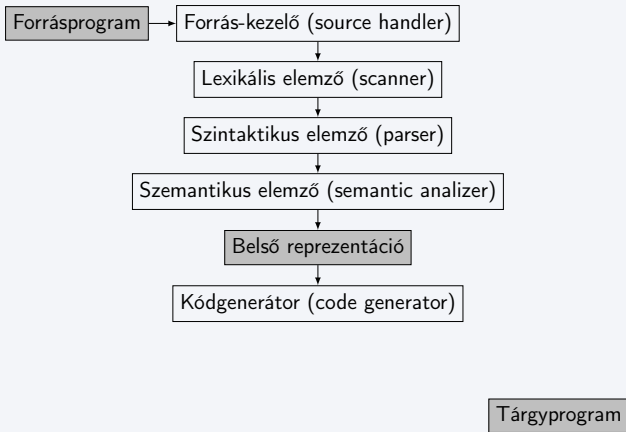 Forrásprogram
Forrás-kezelő (source handler)
Lexikális elemző (scanner)
Szintaktikus elemző (parser)
Szemantikus elemző (semantic analizer)
Belső reprezentáció
Kódgenerátor (code generator)
Tárgyprogram